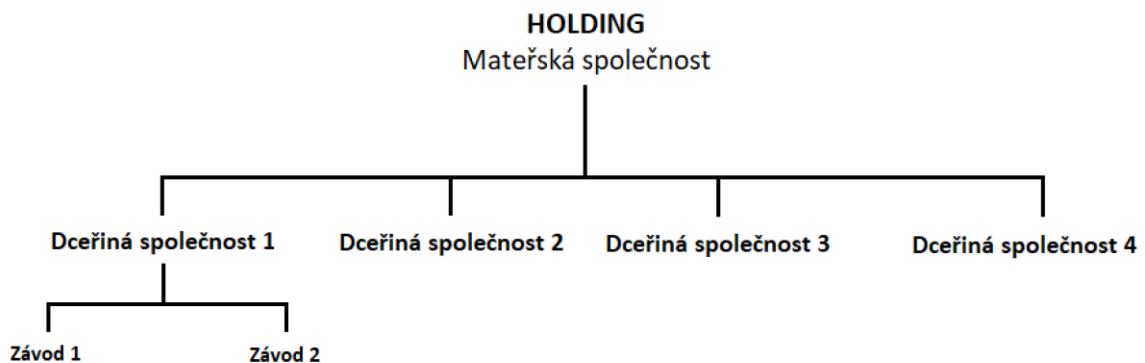 HOLDING
Mateřská společnost
Dceřiná společnost 1
Dceřiná společnost 2
Dceřiná společnost 3
Dceřiná společnost 4
Závod 1
Závod 2